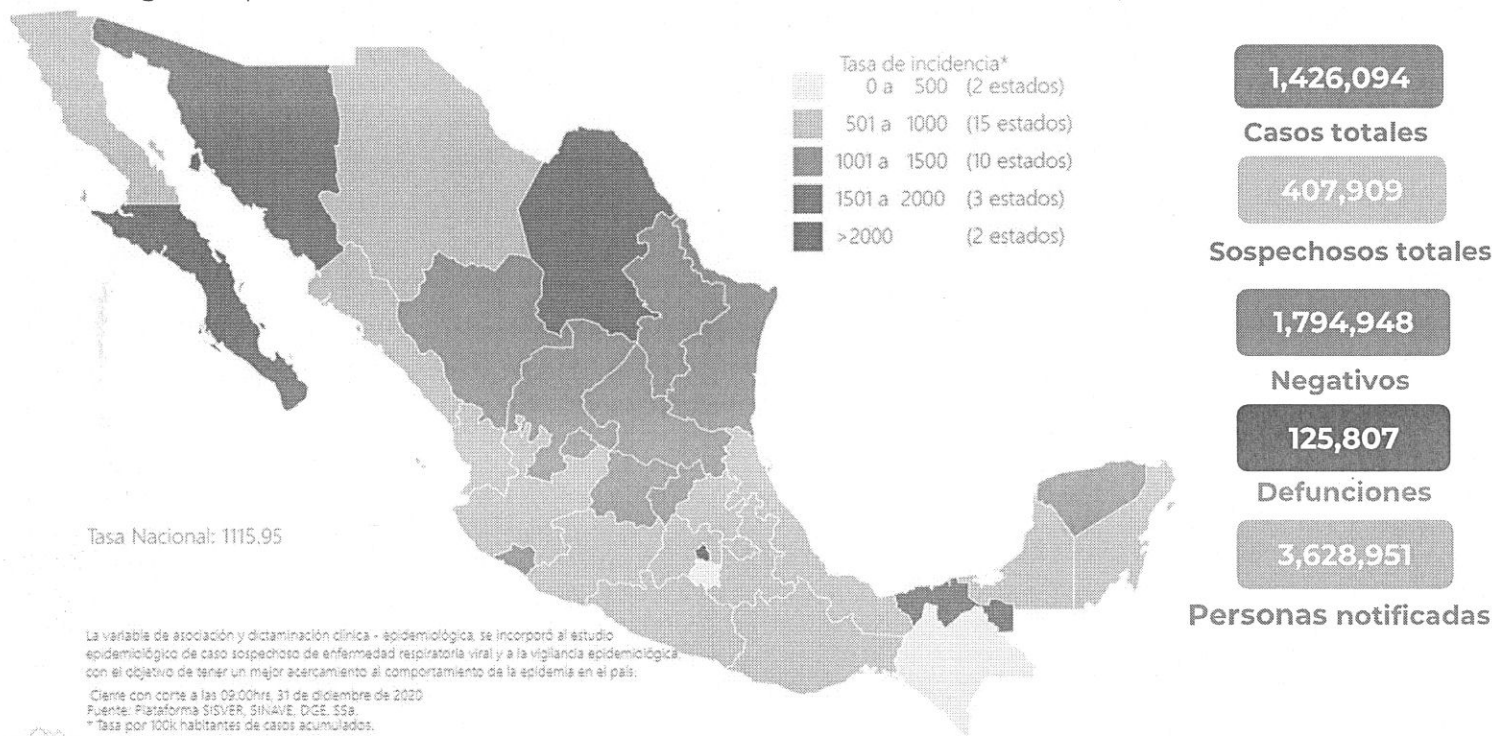 Tasa de incidencia*
0 a 500 (2 estados)
501 a 1000 (15 estados)
1001 a 1500 (10 estados)
1501 a 2000 (3 estados)
>2000 (2 estados)
1,426,094
Casos totales
407,909
Sospechosos totales
1,794,948
Negativos
125,807
Defunciones
3,628,951
Personas notificadas
Tasa Nacional: 1115.95
La variable de asociación y dictaminación clínica - epidemiológica, se incorporó al estudio
epidemiológico de caso sospechoso de enfermedad respiratoria viral y a la vigilancia epidemiológica
con el objetivo de tener un mejor acercamiento al comportamiento de la epidemia en el país.
Cierre con corte a las 09:00hrs, 31 de diciembre de 2020
Fuente: Plataforma SISVER, SINAVE, DGE, SSa.
* Tasa por 100k habitantes de casos acumulados.